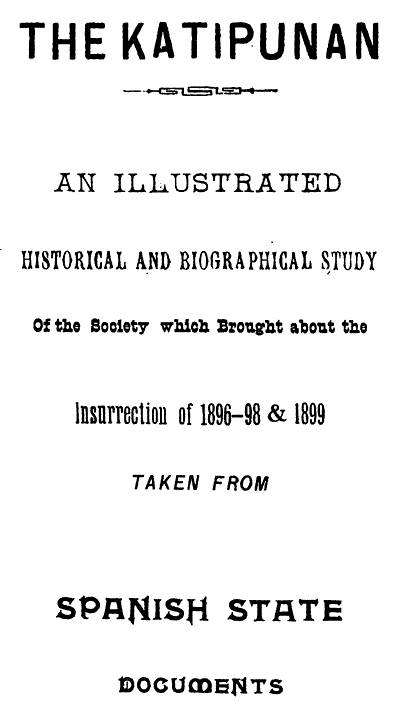 THE KATIPUNAN
AN ILLUSTRATED
HISTORICAL AND BIOGRAPHICAL STUDY
Of the Society which Brought about the
Insurrection of 1896-98 & 1899
TAKEN FROM
SPANISH STATE
DOCUMENTS